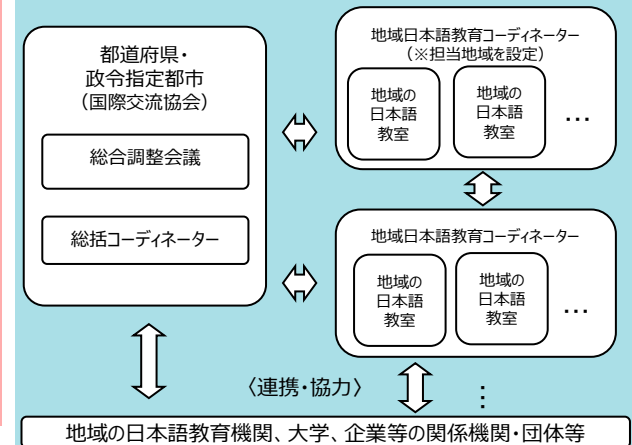 都道府県・
政令指定都市
（国際交流協会）
総合調整会議
総括コーディネーター
地域日本語教育コーディネーター
（※担当地域を設定）
地域の
日本語
教室
地域の
日本語
教室
…
地域日本語教育コーディネーター
地域の
日本語
教室
地域の
日本語
教室
…
〈連携・協力〉
…
地域の日本語教育機関、大学、企業等の関係機関・団体等